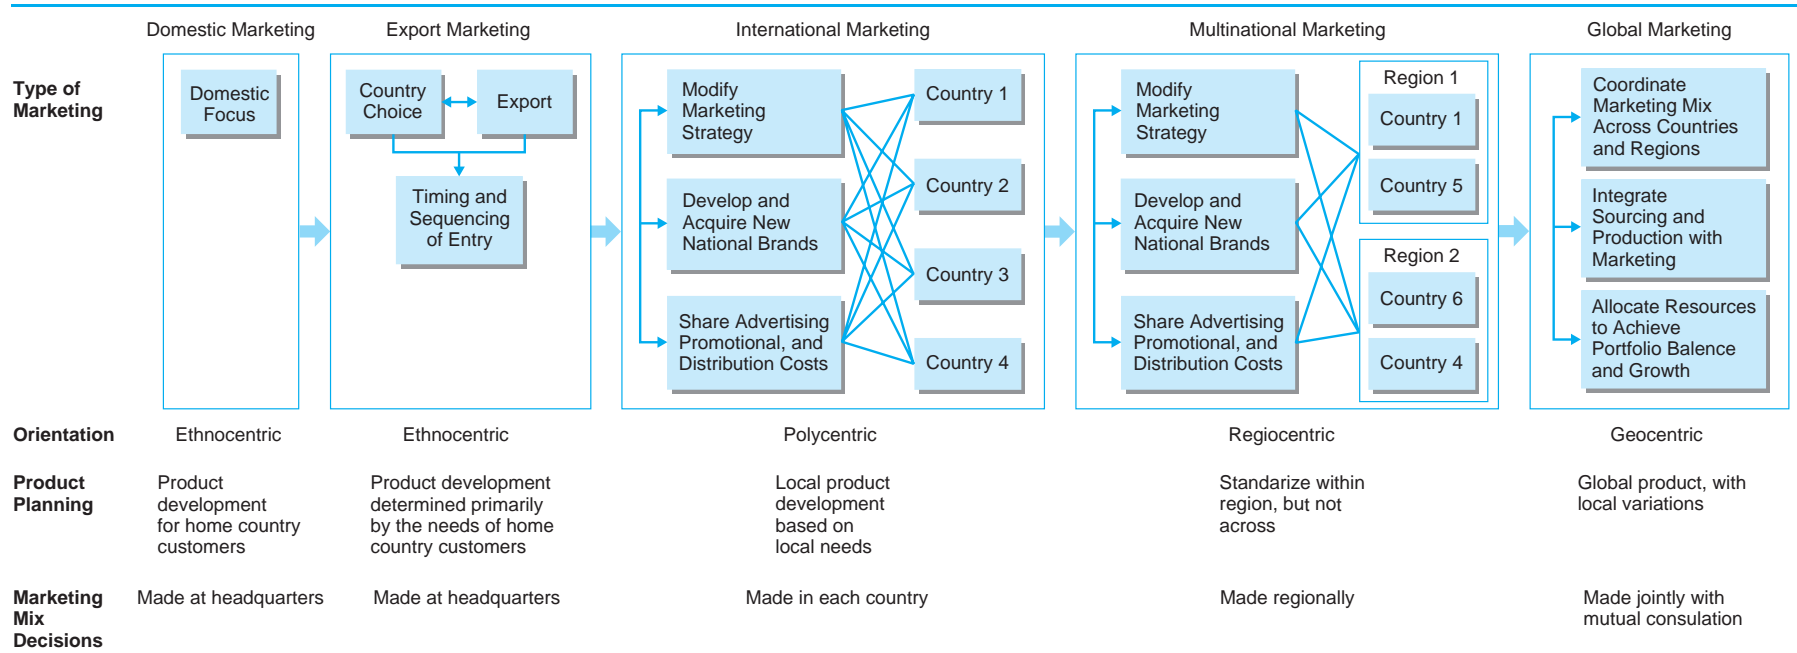 Domestic Marketing
Export Marketing
International Marketing
Multinational Marketing
Global Marketing
Type of
Marketing
Domestic
Focus
Country
Choice
Export
Timing and
Sequencing
of Entry
Modify
Marketing
Strategy
Develop and
Acquire New
National Brands
Share Advertising
Promotional, and
Distribution Costs
Country 1
Country 2
Country 3
Country 4
Modify
Marketing
Strategy
Develop and
Acquire New
National Brands
Share Advertising
Promotional, and
Distribution Costs
Region 1
Country 1
Country 5
Region 2
Country 6
Country 4
Coordinate
Marketing Mix
Across Countries
and Regions
Integrate
Sourcing and
Production with
Marketing
Allocate Resources
to Achieve
Portfolio Balence
and Growth
Orientation
Ethnocentric
Ethnocentric
Polycentric
Regiocentric
Geocentric
Product
Planning
Product
development
for home country
customers
Product development
determined primarily
by the needs of home
country customers
Local product
development
based on
local needs
Standarize within
region, but not
across
Global product, with
local variations
Marketing
Mix
Decisions
Made at headquarters
Made at headquarters
Made in each country
Made regionally
Made jointly with
mutual consulation